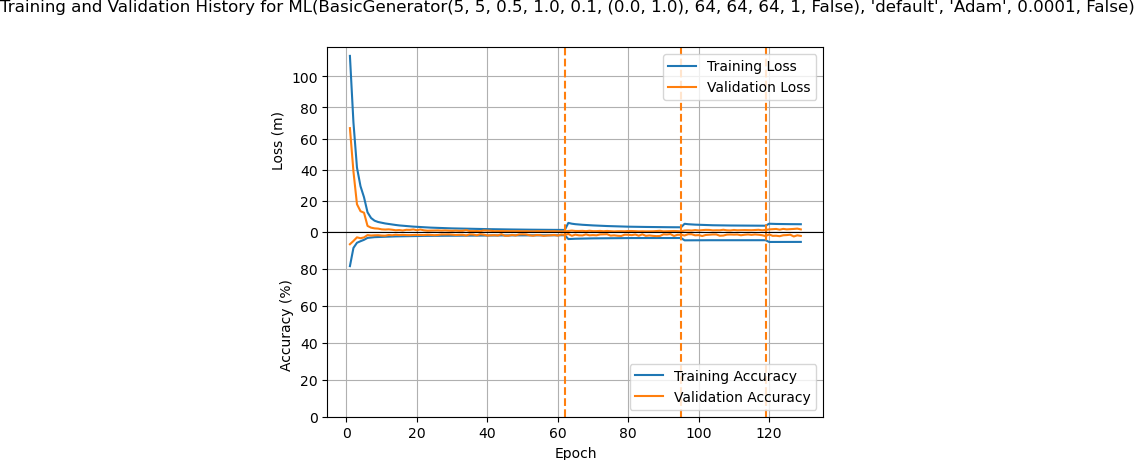 Training and Validation History for ML(BasicGenerator(5, 5, 0.5, 1.0, 0.1, (0.0, 1.0), 64, 64, 64, 1, False), 'default', 'Adam', 0.0001, False)
Loss (m)
100
80
60
40
20
0
Training Loss
Validation Loss
Accuracy (%)
80
60
40
20
0
Training Accuracy
Validation Accuracy
0 20 40 60 80 100 120
Epoch